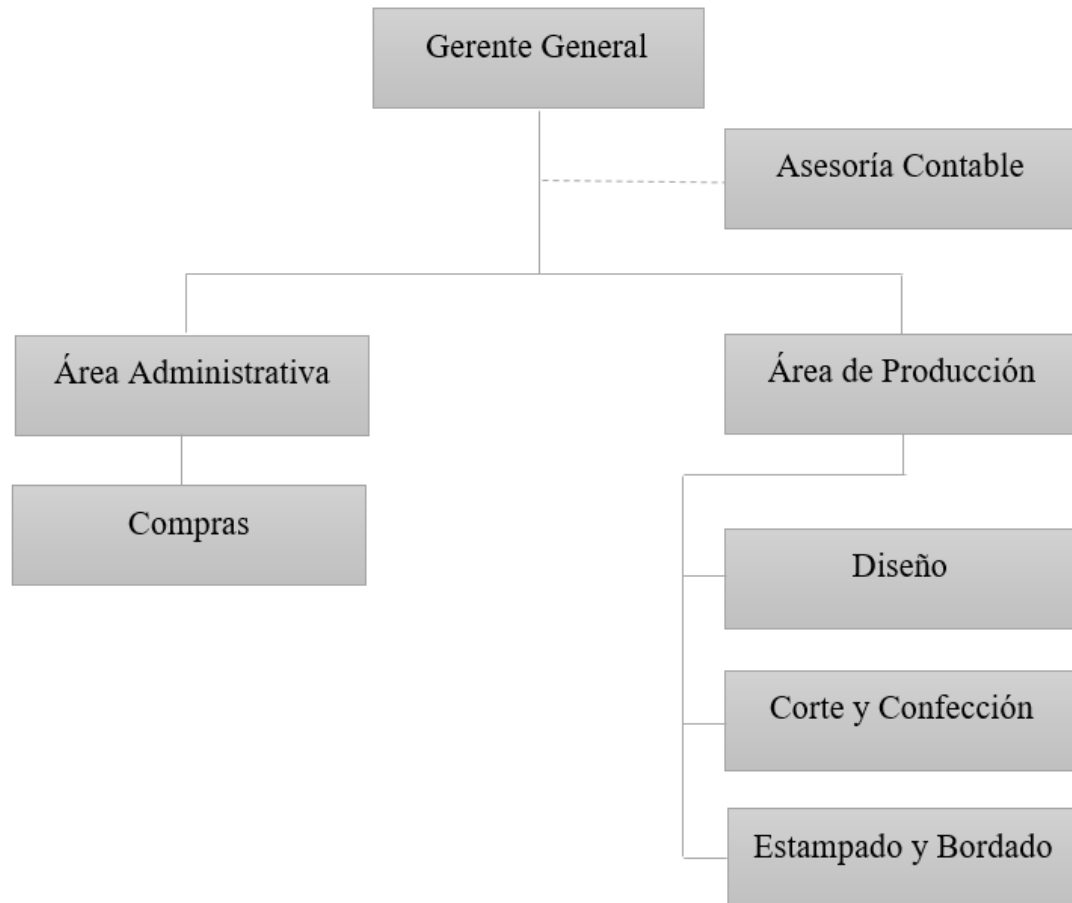 Gerente General
Asesoría Contable
Área Administrativa
Área de Producción
Compras
Diseño
Corte y Confección
Estampado y Bordado